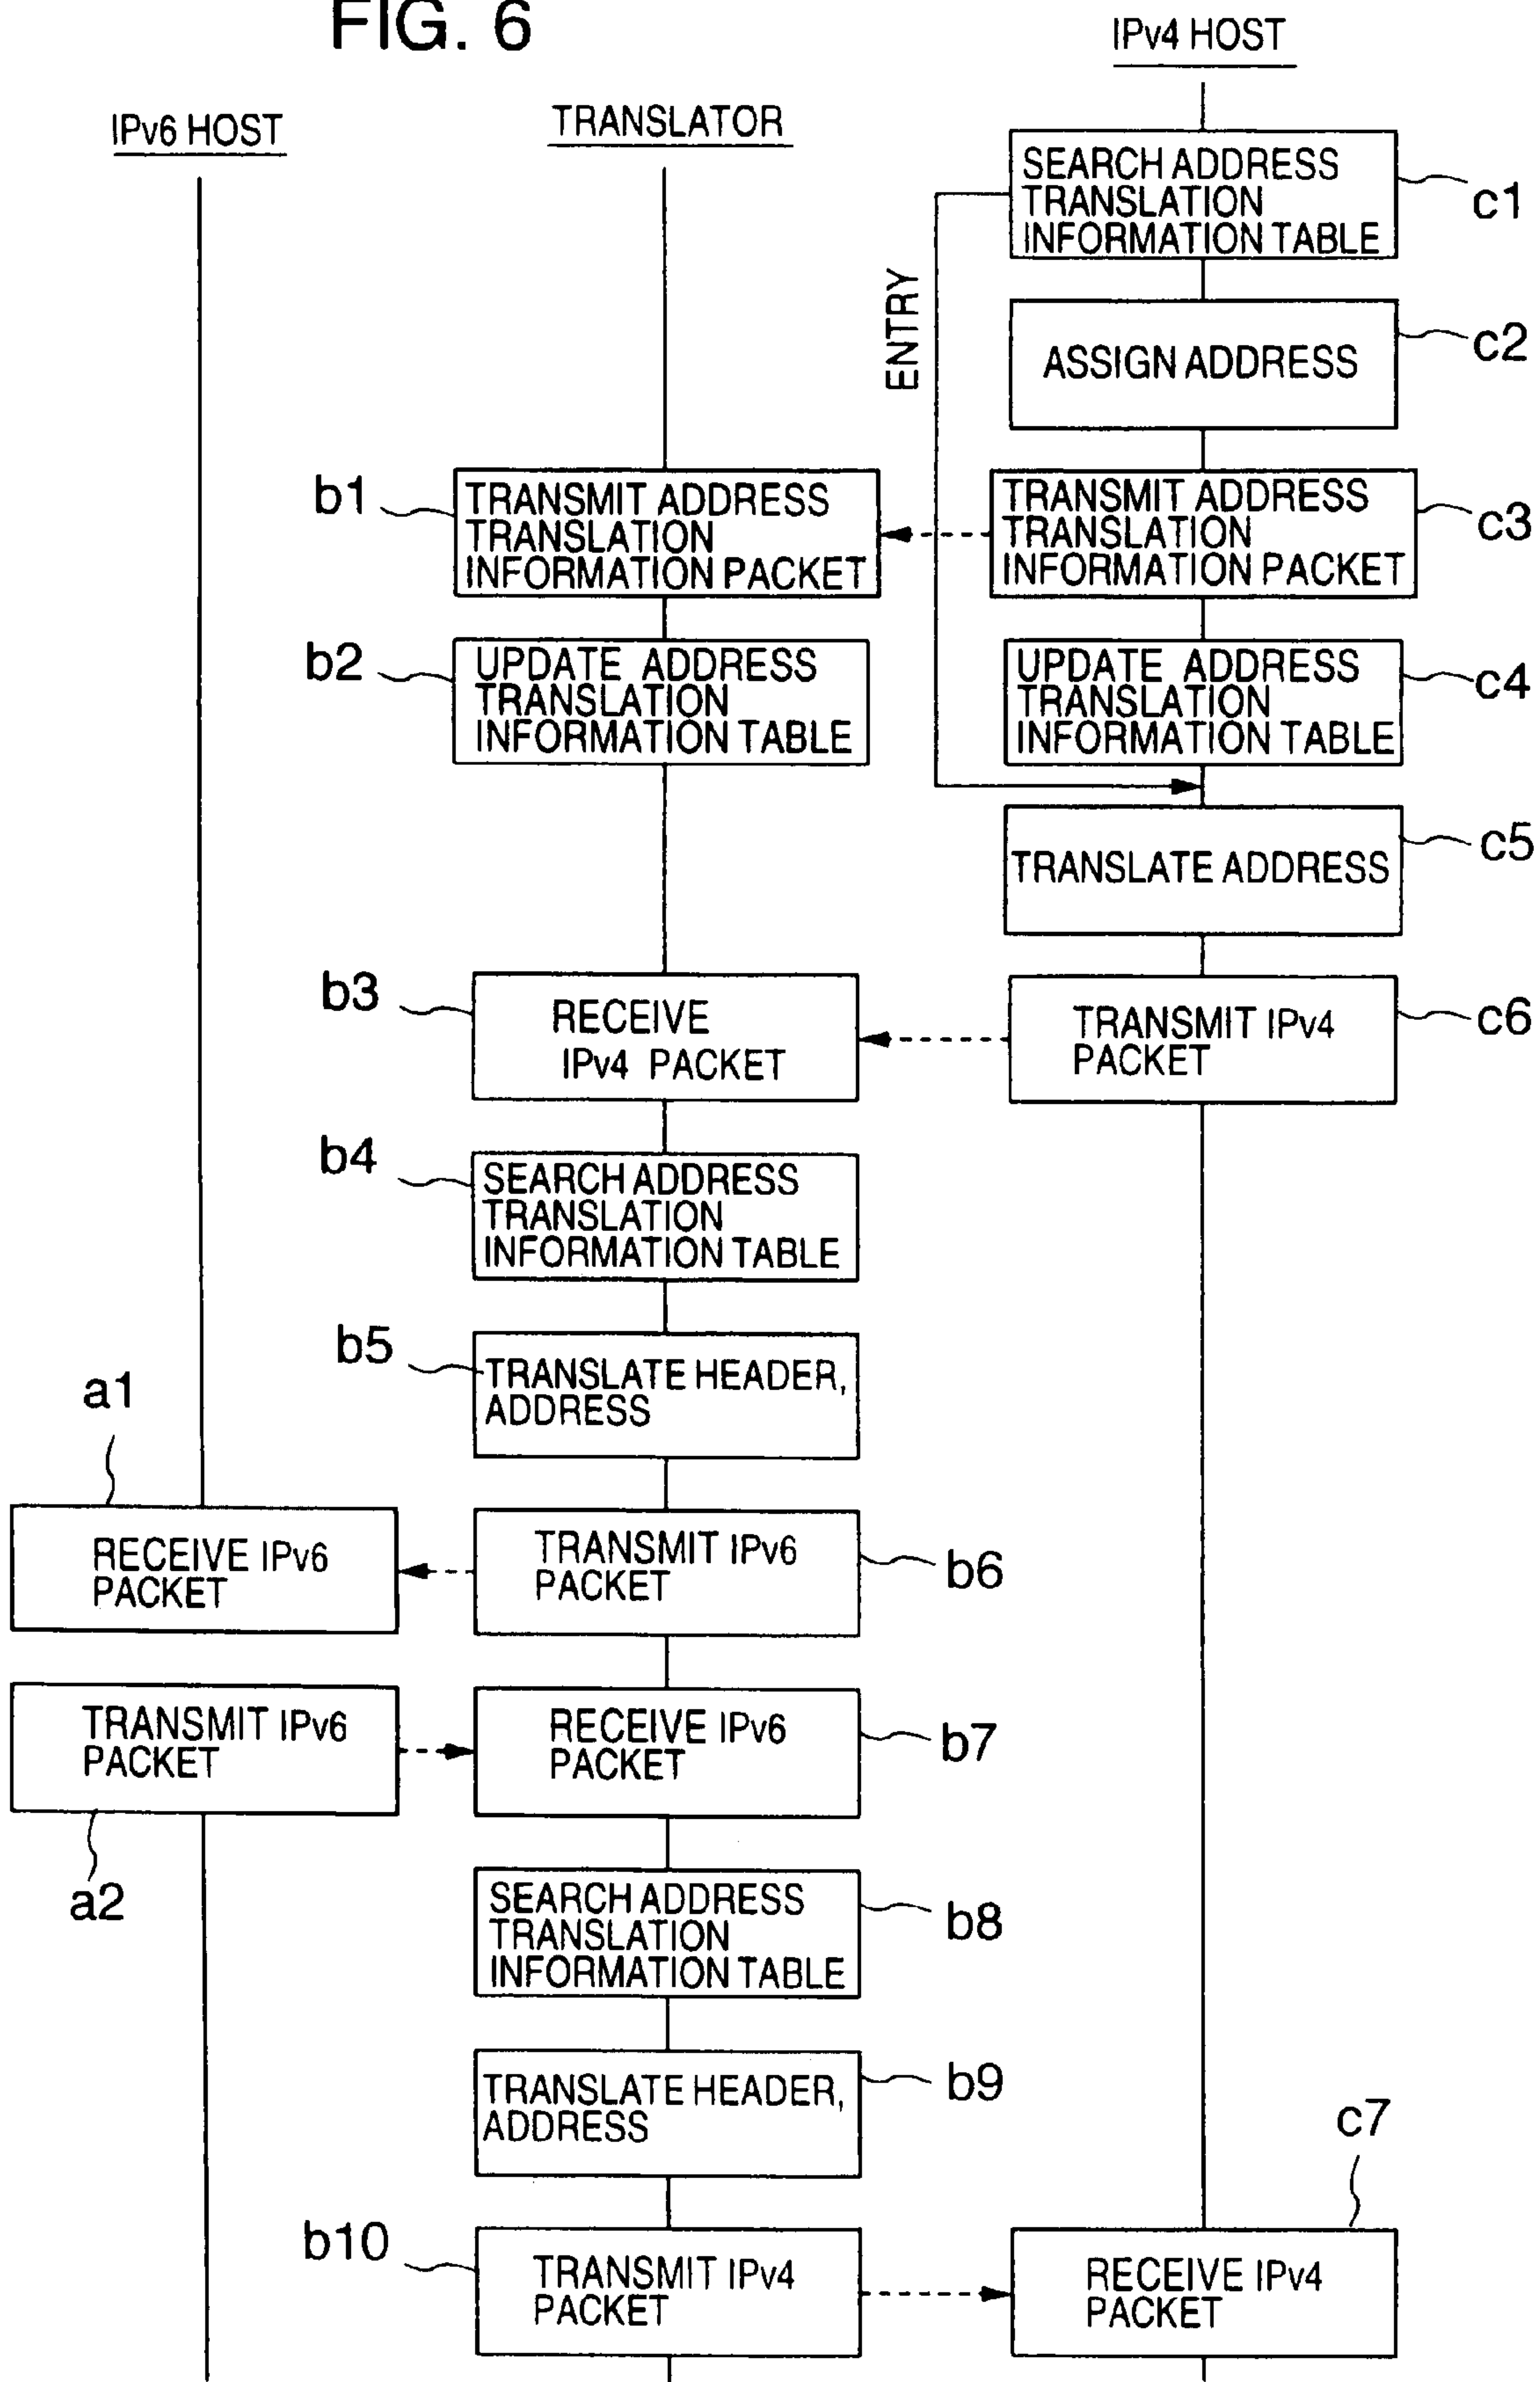 FIG. 6
IPv4 HOST
IPv6 HOST
TRANSLATOR
SEARCH ADDRESS
TRANSLATION
INFORMATION TABLE
c1
ENTRY
ASSIGN ADDRESS
c2
b1
TRANSMIT ADDRESS
TRANSLATION
INFORMATION PACKET
TRANSMIT ADDRESS
TRANSLATION
INFORMATION PACKET
c3
b2
UPDATE ADDRESS
TRANSLATION
INFORMATION TABLE
UPDATE ADDRESS
TRANSLATION
INFORMATION TABLE
c4
TRANSLATE ADDRESS
c5
b3
RECEIVE
IPv4 PACKET
TRANSMIT IPv4
PACKET
c6
b4
SEARCH ADDRESS
TRANSLATION
INFORMATION TABLE
b5
TRANSLATE HEADER,
ADDRESS
a1
RECEIVE IPv6
PACKET
TRANSMIT IPv6
PACKET
b6
TRANSMIT IPv6
PACKET
RECEIVE IPv6
PACKET
b7
a2
SEARCH ADDRESS
TRANSLATION
INFORMATION TABLE
b8
TRANSLATE HEADER,
ADDRESS
b9
c7
b10
TRANSMIT IPv4
PACKET
RECEIVE IPv4
PACKET